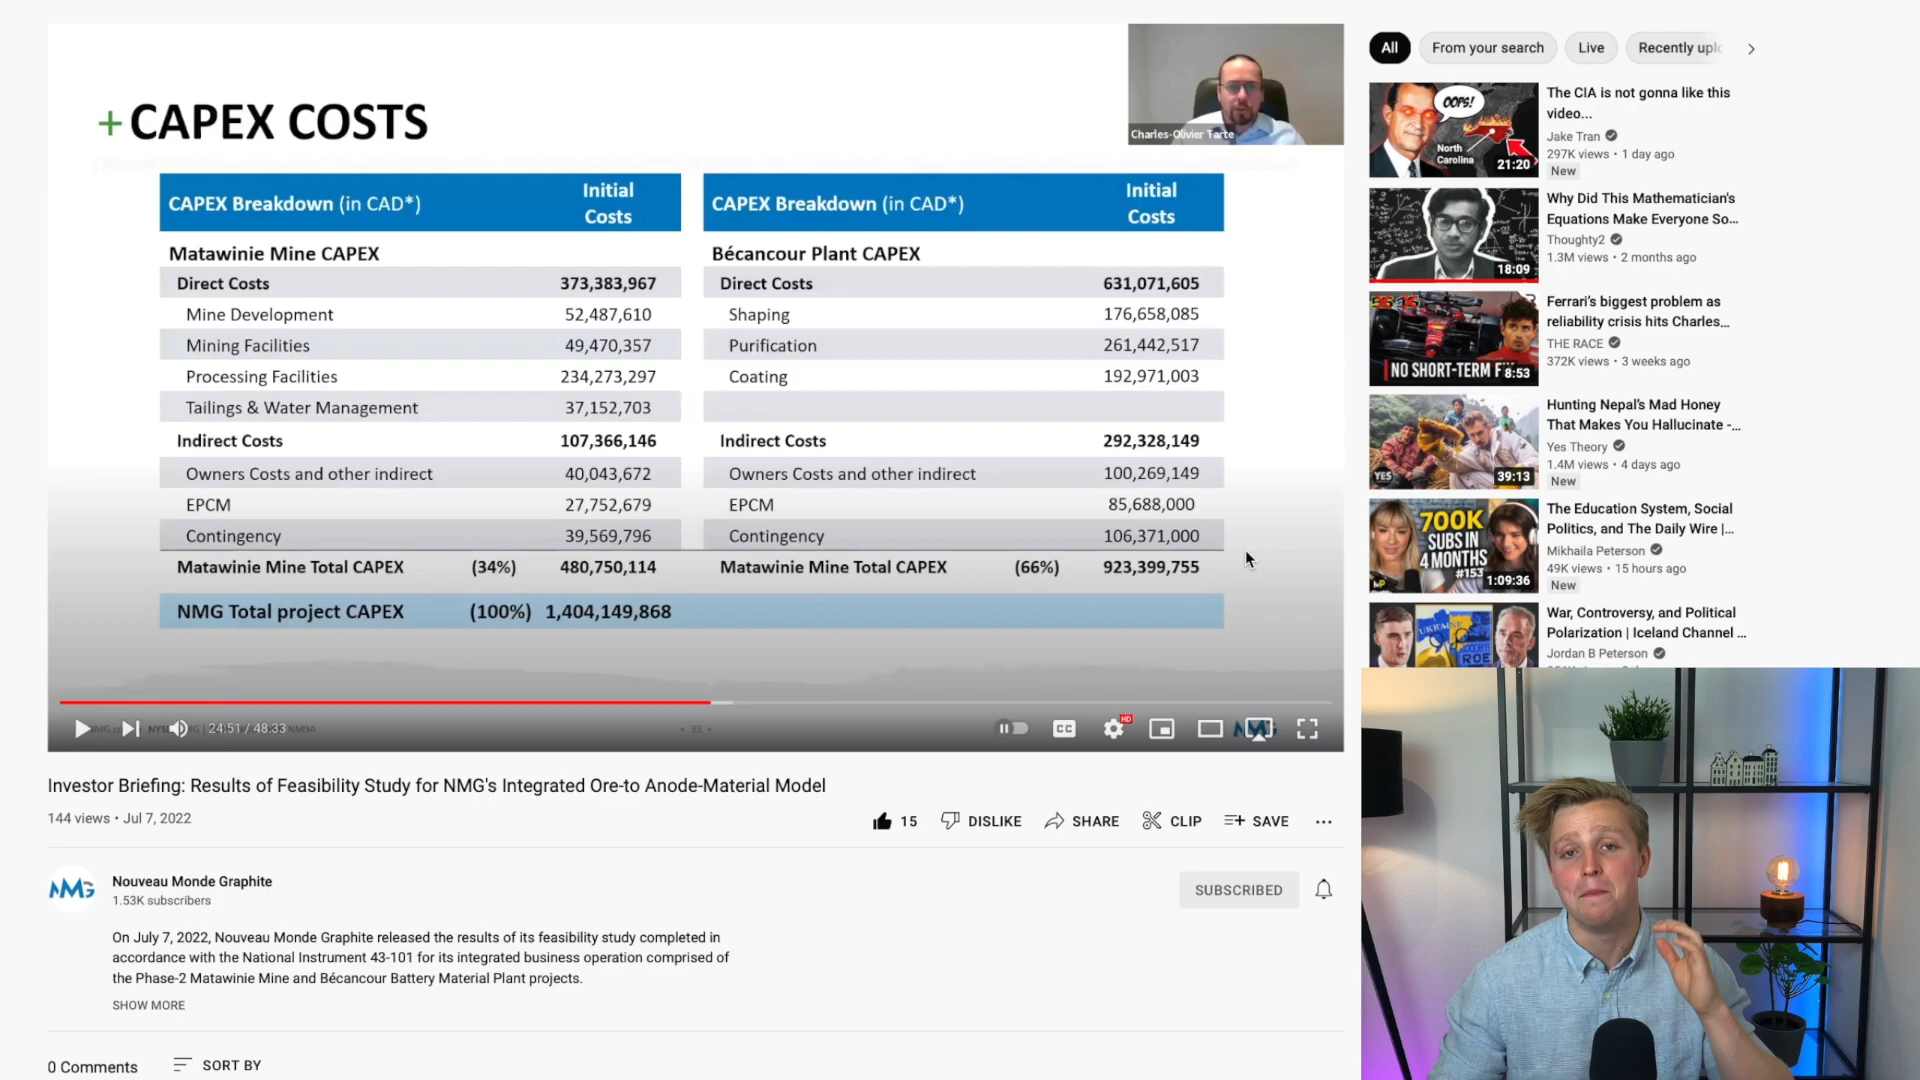 +CAPEX COSTS
Charles-Olivier Tarte
CAPEX Breakdown (in CAD*) Initial Costs
Matawinie Mine CAPEX
Direct Costs 373,383,967
Mine Development 52,487,610
Mining Facilities 49,470,357
Processing Facilities 234,273,297
Tailings & Water Management 37,152,703
Indirect Costs 107,366,146
Owners Costs and other indirect 40,043,672
EPCM 27,752,679
Contingency 39,569,796
Matawinie Mine Total CAPEX (34%) 480,750,114
NMG Total project CAPEX (100%) 1,404,149,868
CAPEX Breakdown (in CAD*) Initial Costs
Bécancour Plant CAPEX
Direct Costs 631,071,605
Shaping 176,658,085
Purification 261,442,517
Coating 192,971,003
Indirect Costs 292,328,149
Owners Costs and other indirect 100,269,149
EPCM 85,688,000
Contingency 106,371,000
Matawinie Mine Total CAPEX (66%) 923,399,755
24:51 / 48:33
33
CC
HD
Investor Briefing: Results of Feasibility Study for NMG's Integrated Ore-to Anode-Material Model
144 views • Jul 7, 2022
15 DISLIKE SHARE CLIP SAVE
NMG
Nouveau Monde Graphite
1.53K subscribers
SUBSCRIBED
On July 7, 2022, Nouveau Monde Graphite released the results of its feasibility study completed in
accordance with the National Instrument 43-101 for its integrated business operation comprised of
the Phase-2 Matawinie Mine and Bécancour Battery Material Plant projects.
SHOW MORE
0 Comments SORT BY
All From your search Live Recently
OOPS!
North
Carolina
21:20
The CIA is not gonna like this
video...
Jake Tran
297K views • 1 day ago
New
18:09
Why Did This Mathematician's
Equations Make Everyone So...
Thoughty2
1.3M views • 2 months ago
NO SHORT-TERM
8:53
Ferrari's biggest problem as
reliability crisis hits Charles...
THE RACE
372K views • 3 weeks ago
YES
39:13
Hunting Nepal's Mad Honey
That Makes You Hallucinate -...
Yes Theory
1.4M views • 4 days ago
New
700K
SUBS IN
4 MONTHS
#153
MP
1:09:36
The Education System, Social
Politics, and The Daily Wire |...
Mikhaila Peterson
49K views • 15 hours ago
New
UKRAINE
ROE
War, Controversy, and Political
Polarization | Iceland Channel ...
Jordan B Peterson